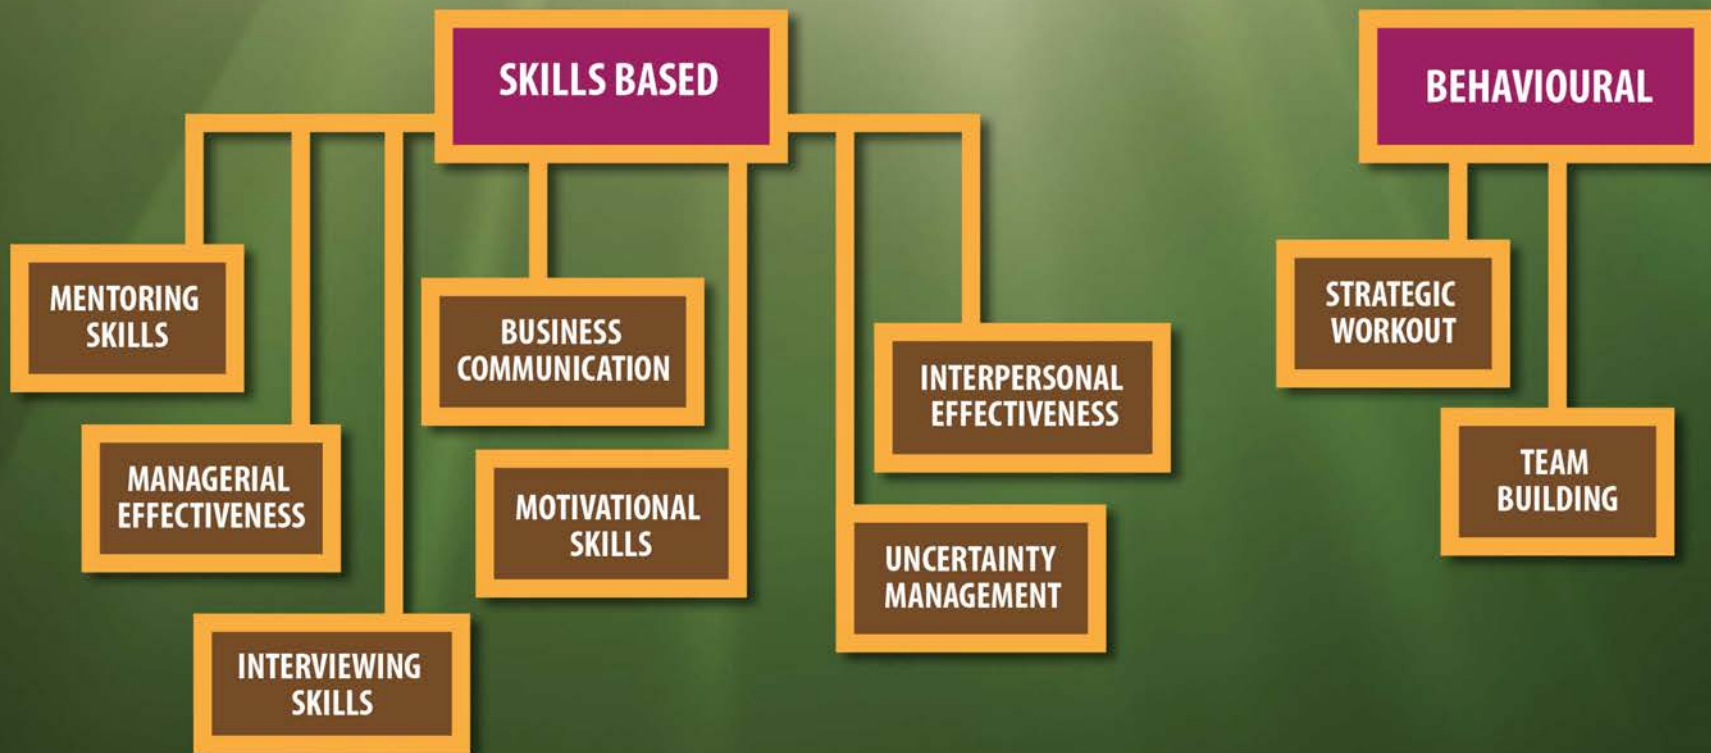 SKILLS BASED
MENTORING
SKILLS
MANAGERIAL
EFFECTIVENESS
INTERVIEWING
SKILLS
BUSINESS
COMMUNICATION
MOTIVATIONAL
SKILLS
INTERPERSONAL
EFFECTIVENESS
UNCERTAINTY
MANAGEMENT
BEHAVIOURAL
STRATEGIC
WORKOUT
TEAM
BUILDING